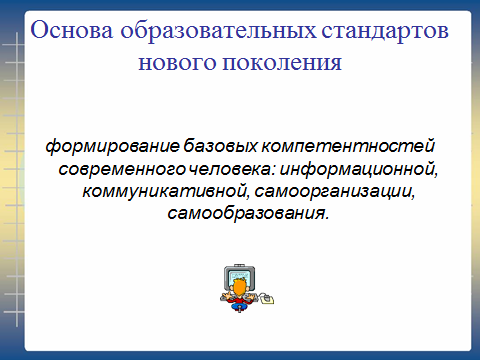 Основа образовательных стандартов
нового поколения
формирование базовых компетентностей
современного человека: информационной,
коммуникативной, самоорганизации,
самообразования.